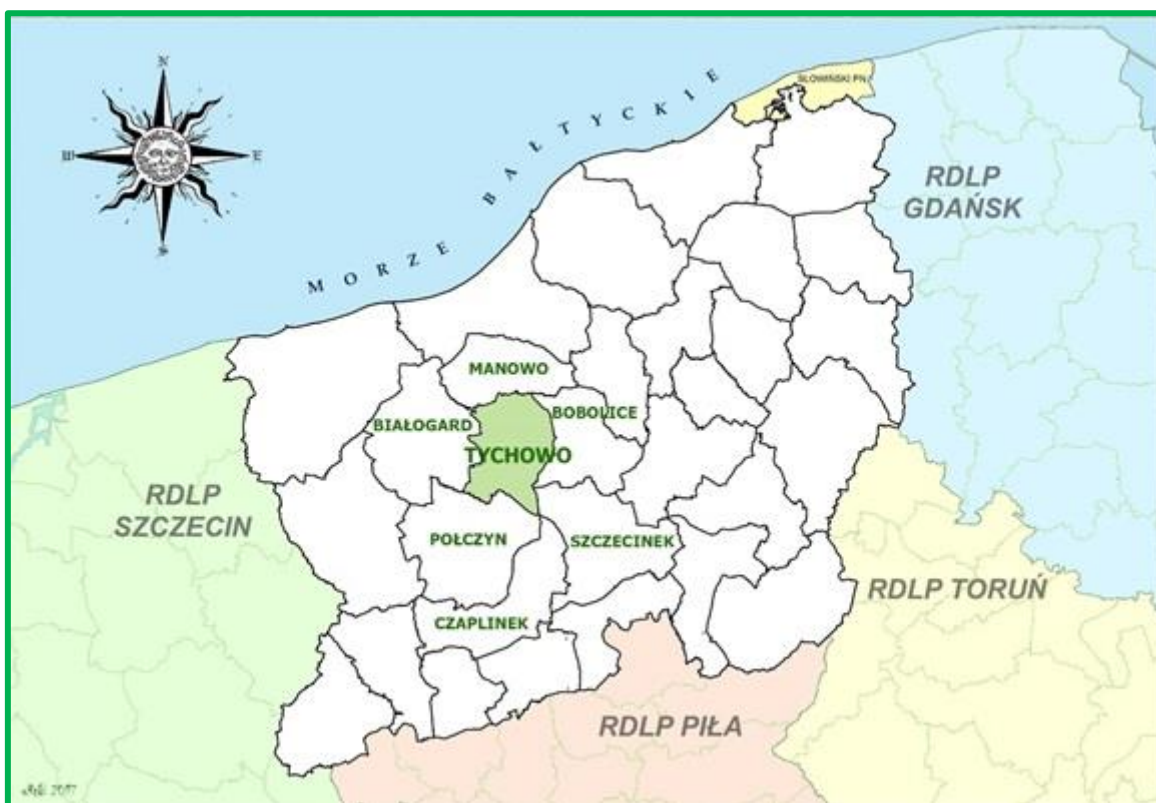 N
W
E
S
MORZE BAŁTYCKIE
SŁOWIŃSKI PN
RDLP
GDAŃSK
MANOWO
BIAŁOGARD
BOBOLICE
TYCHOWO
RDLP
SZCZECIN
POŁCZYN
SZCZECINEK
RDLP TORUŃ
CZAPLINEK
RDLP PIŁA